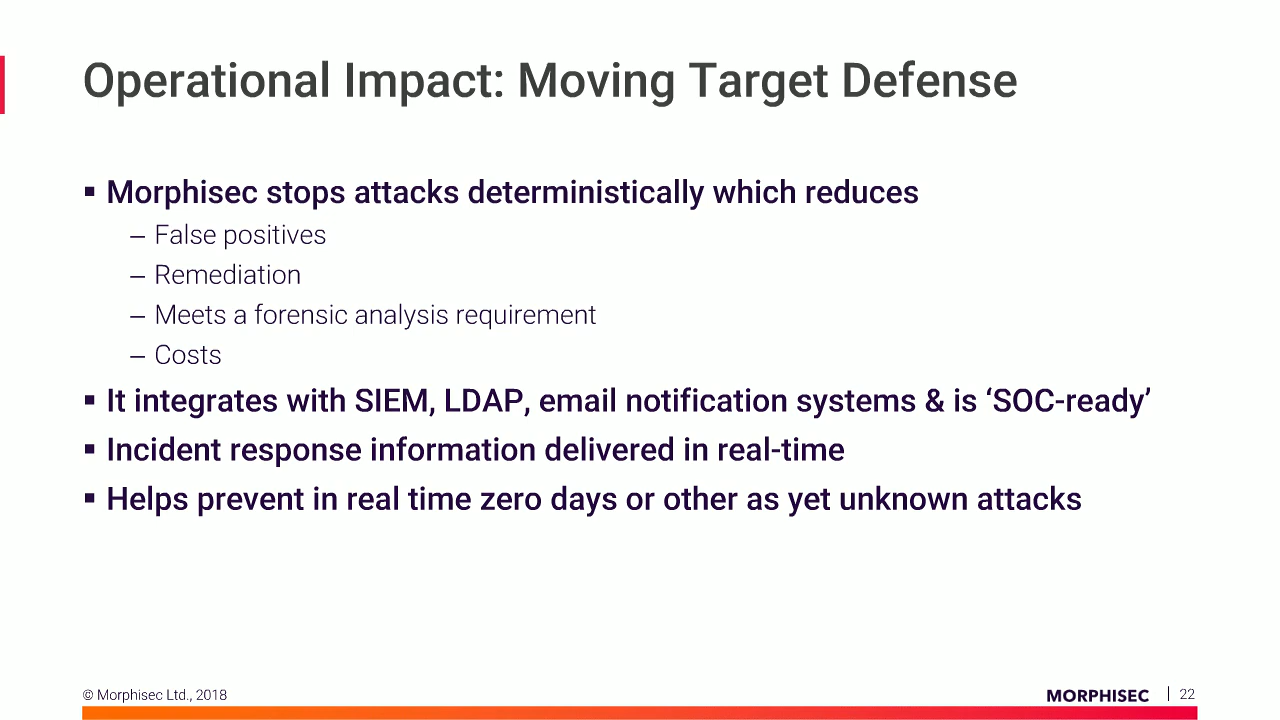 Operational Impact: Moving Target Defense
▪ Morphisec stops attacks deterministically which reduces
– False positives
– Remediation
– Meets a forensic analysis requirement
– Costs
▪ It integrates with SIEM, LDAP, email notification systems & is ‘SOC-ready’
▪ Incident response information delivered in real-time
▪ Helps prevent in real time zero days or other as yet unknown attacks
© Morphisec Ltd., 2018
MORPHISEC | 22